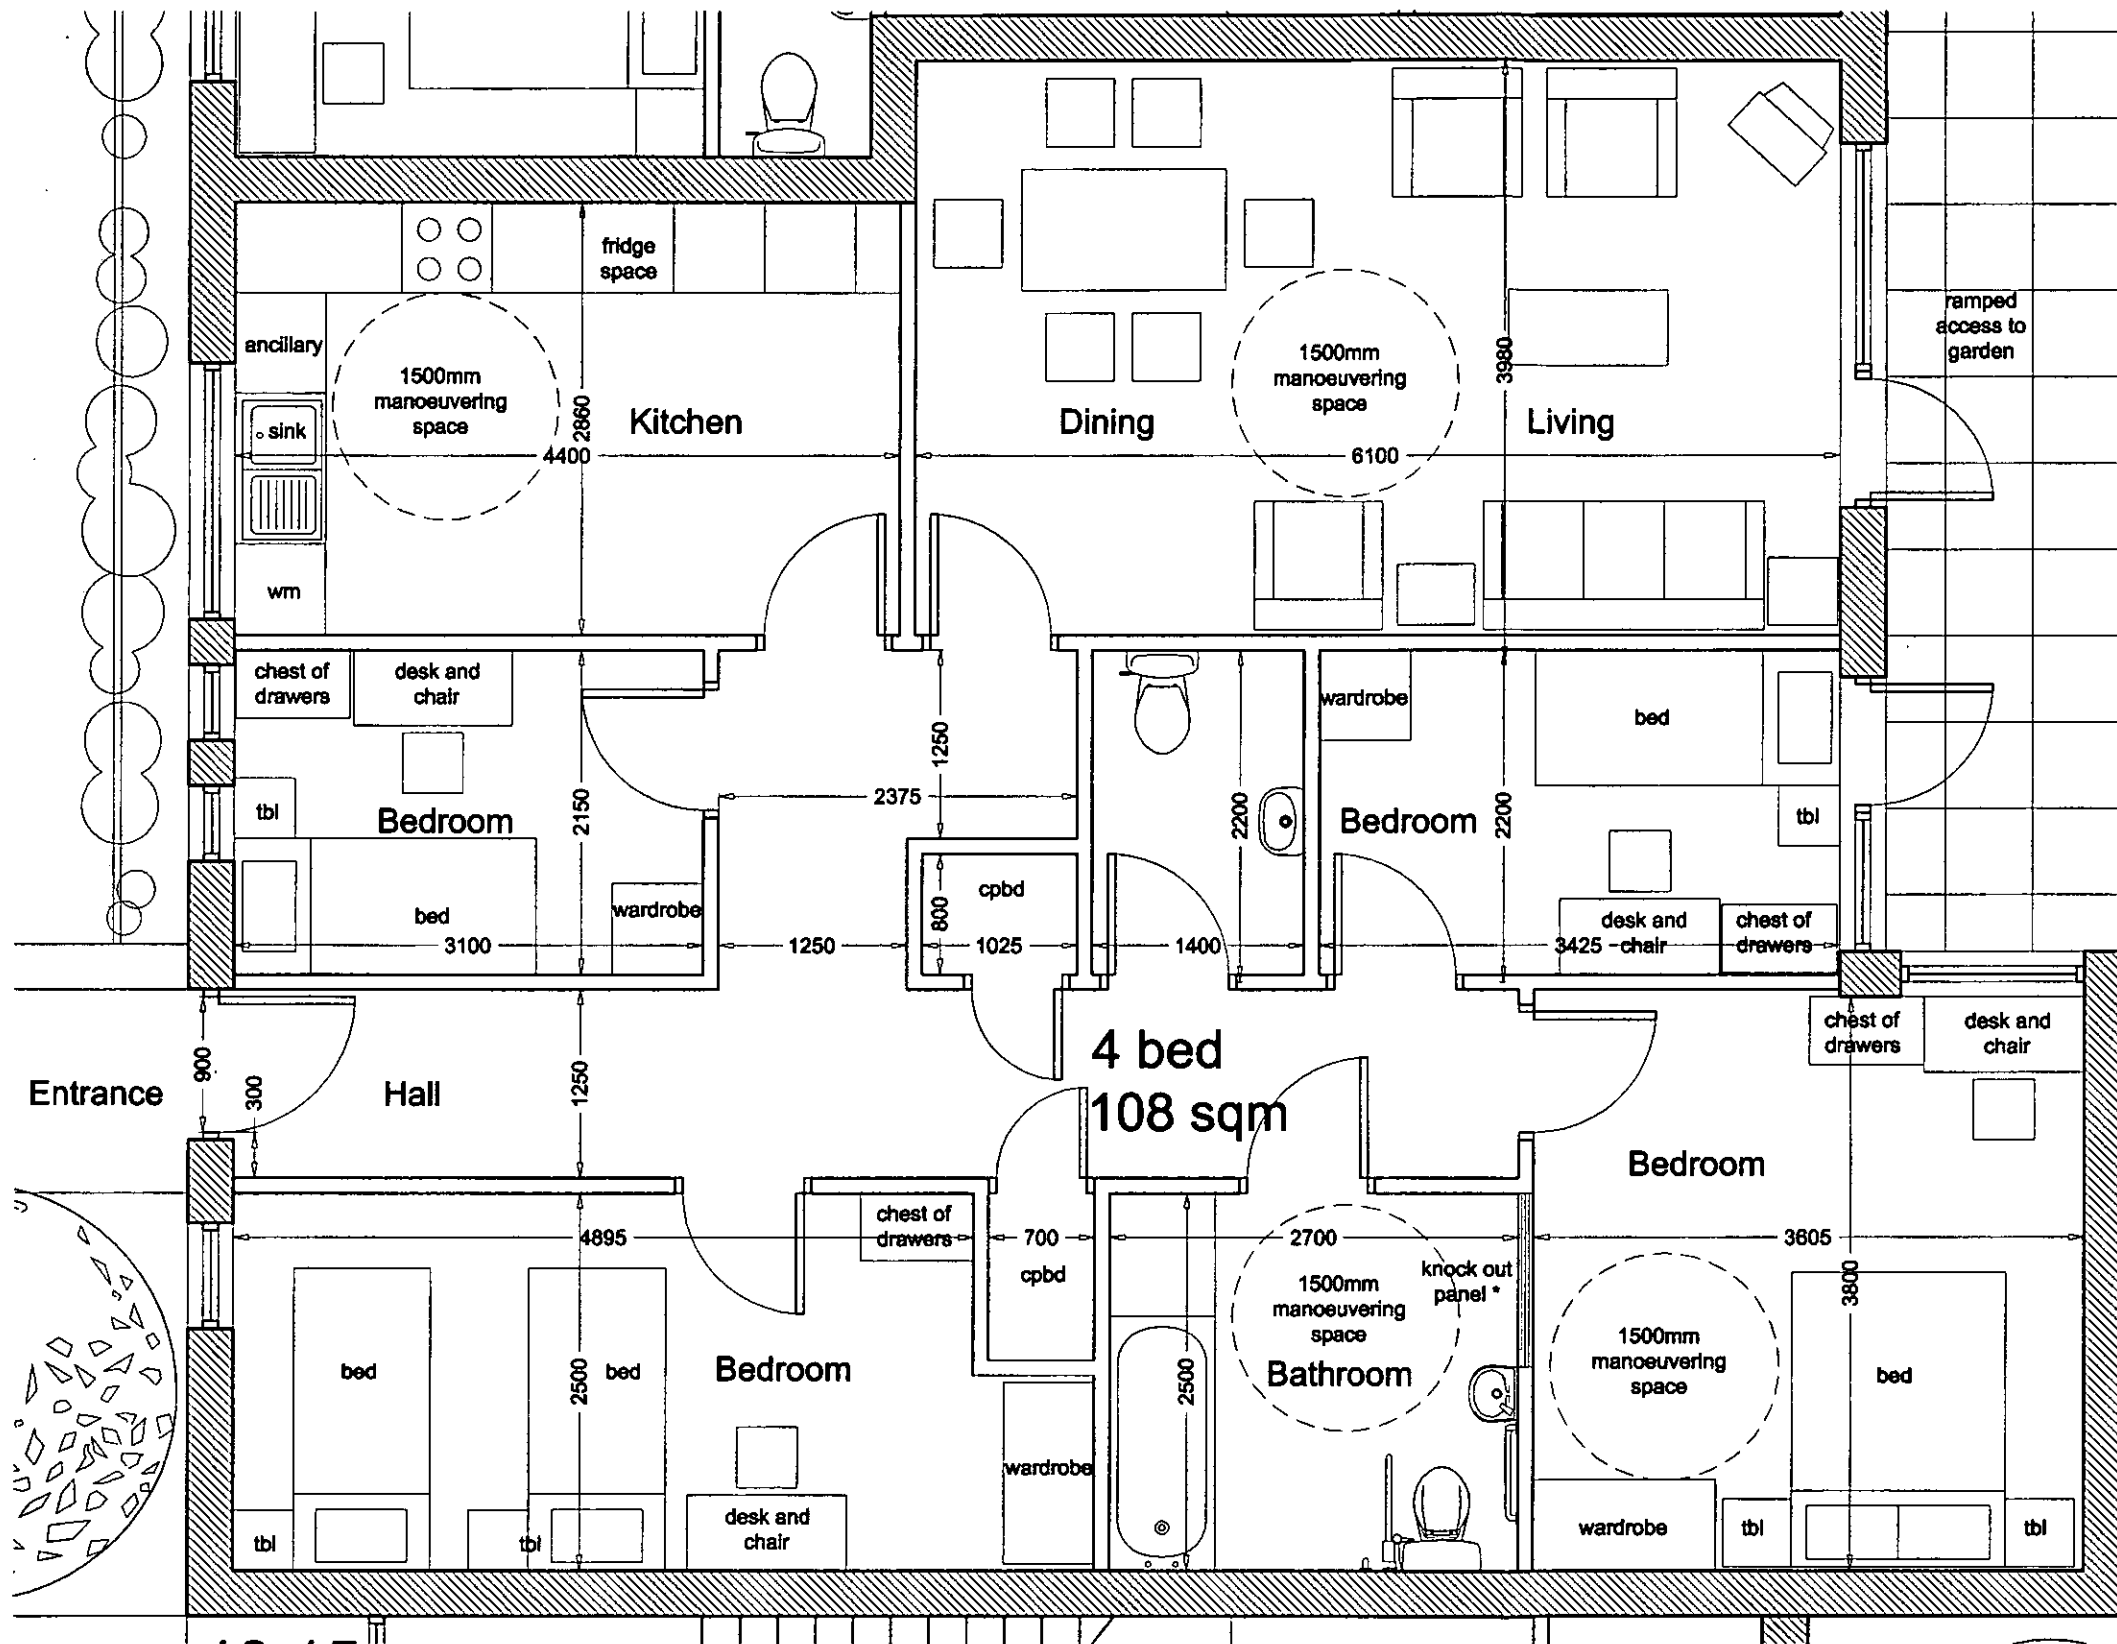 fridge
space
ancillary
1500mm
manoeuvering
space
sink
2860
Kitchen
4400
wm
1500mm
manoeuvering
space
3980
Dining
Living
6100
ramped
access to
garden
chest of
drawers
desk and
chair
tbl
Bedroom
2150
bed
wardrobe
3100
1250
2375
1250
800
cpbd
1025
2200
1400
wardrobe
bed
Bedroom
2200
tbl
desk and
chair
3425
chest of
drawers
Entrance
900
300
Hall
1250
4 bed
108 sqm
chest of
drawers
desk and
chair
Bedroom
4895
chest of
drawers
700
cpbd
2700
knock out
panel *
1500mm
manoeuvering
space
Bathroom
2500
3605
3800
1500mm
manoeuvering
space
bed
bed
bed
2500
Bedroom
wardrobe
tbl
tbl
desk and
chair
wardrobe
tbl
tbl